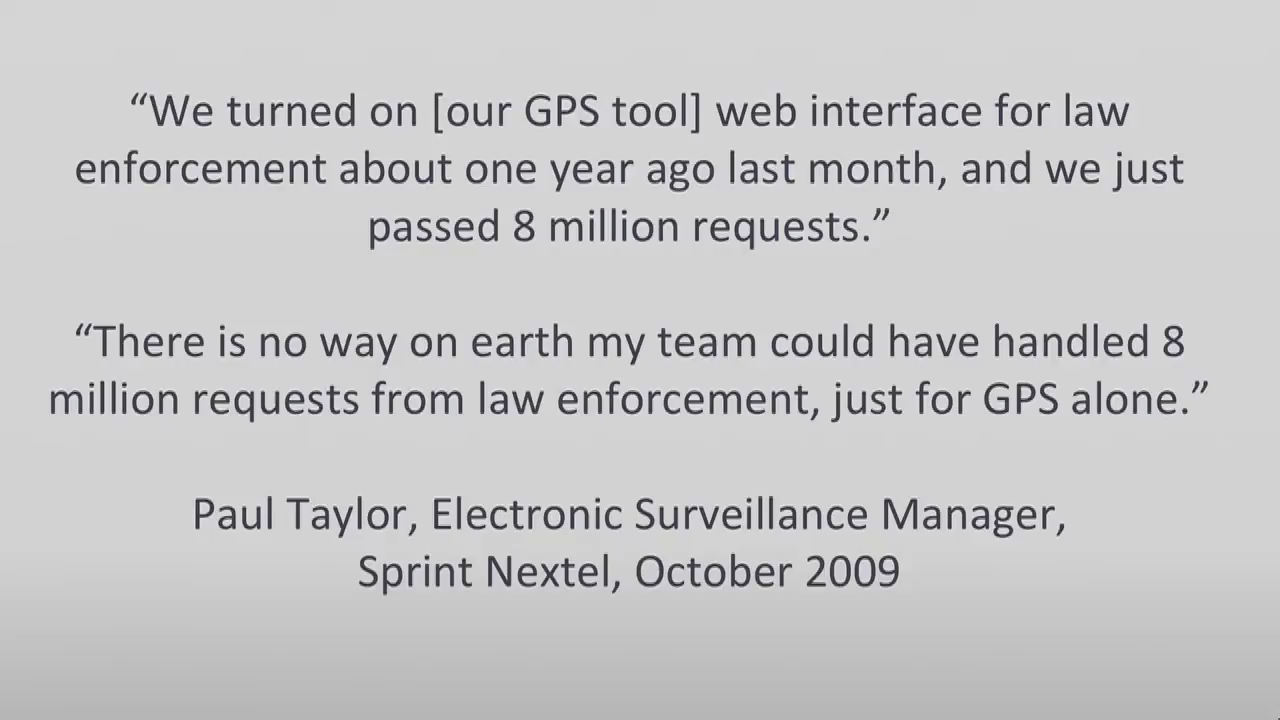 “We turned on [our GPS tool] web interface for law
enforcement about one year ago last month, and we just
passed 8 million requests.”
“There is no way on earth my team could have handled 8
million requests from law enforcement, just for GPS alone.”
Paul Taylor, Electronic Surveillance Manager,
Sprint Nextel, October 2009